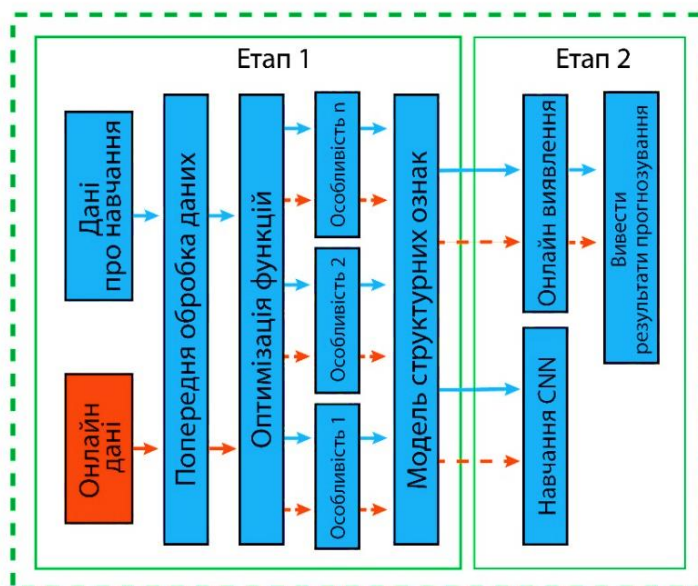 Етап 1
Етап 2
Дані
про навчання
Онлайн
дані
Попередня обробка даних
Оптимізація функцій
Особливість n
Особливість 2
Особливість 1
Модель структурних ознак
Онлайн виявлення
Навчання CNN
Вивести
результати прогнозування